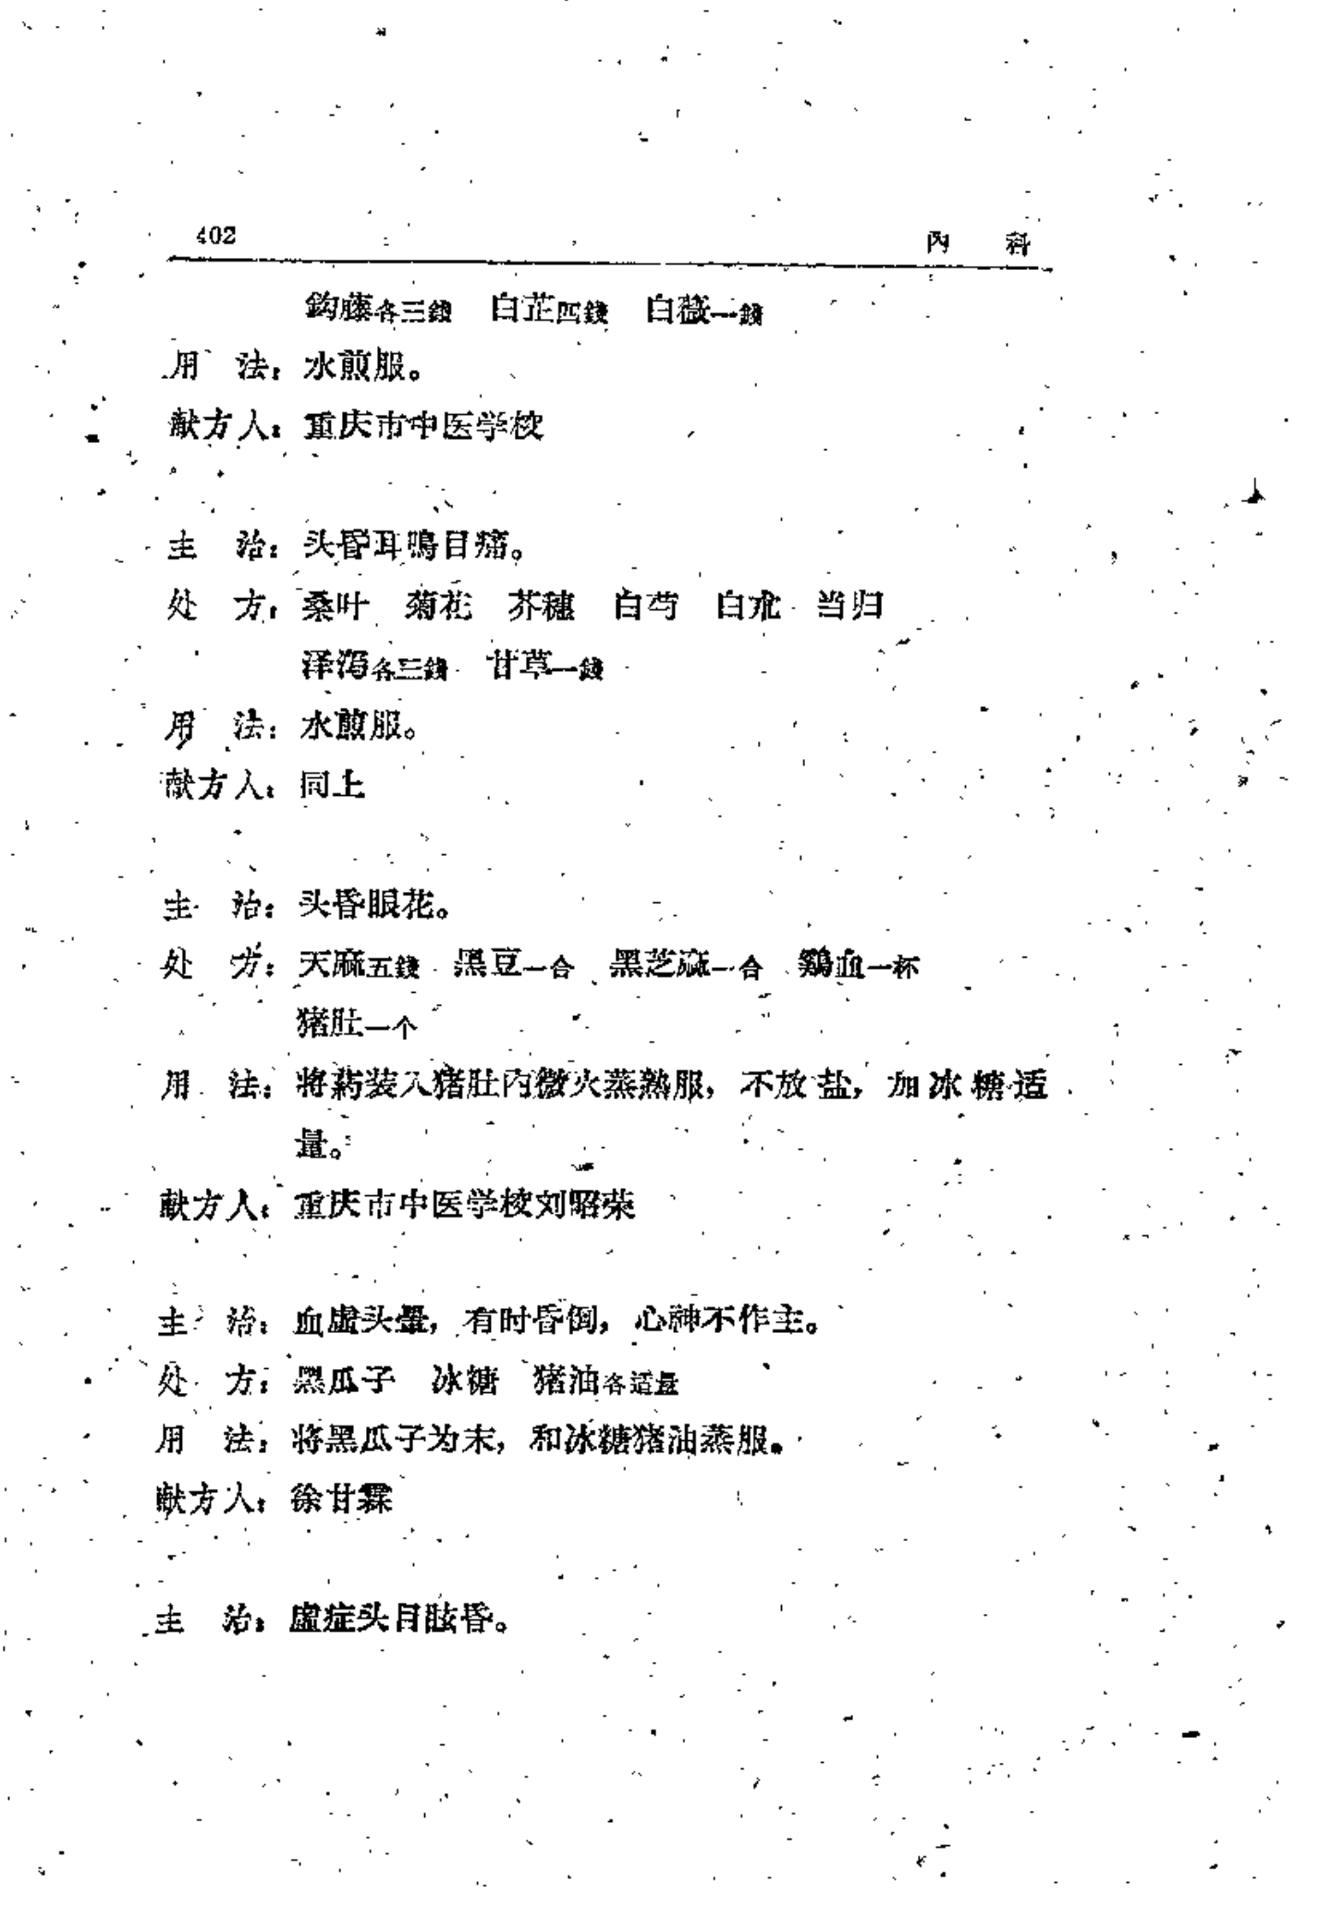 402
内 科
鈎藤各三錢 白芷四錢 白薇一錢
用 法：水煎服。
献方人：重庆市中医学校
主 治：头昏耳鳴目痛。
处 方：桑叶 菊花 芥穗 白芍 白朮 当归
泽泻各三錢 甘草一錢
用 法：水煎服。
献方人：同上
主 治：头昏眼花。
处 方：天麻五錢 黑豆一合 黑芝麻一合 鷄血一杯
猪肚一个
用 法：将药装入猪肚内微火蒸熟服，不放盐，加冰糖适
量。
献方人：重庆市中医学校刘昭荣
主 治：血虛头暈，有时昏倒，心神不作主。
处 方：黑瓜子 冰糖 猪油各适量
用 法：将黑瓜子为末，和冰糖猪油蒸服。
献方人：徐甘霖
主 治：虛症头目眩昏。